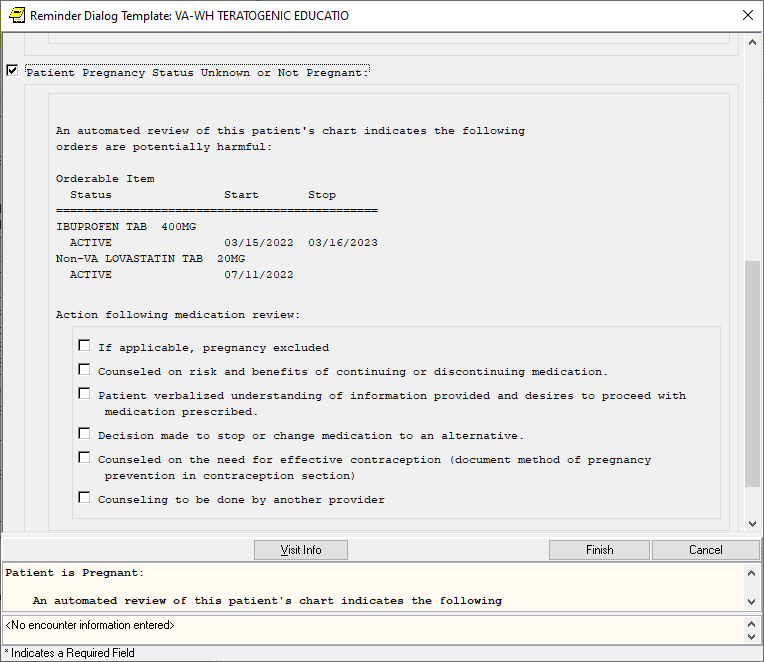 Reminder Dialog Template: VA-WH TERATOGENIC EDUCATIO
Patient Pregnancy Status Unknown or Not Pregnant:
An automated review of this patient's chart indicates the following
orders are potentially harmful:
Orderable Item
Status Start Stop
==============================================
IBUPROFEN TAB 400MG
ACTIVE 03/15/2022 03/16/2023
Non-VA LOVASTATIN TAB 20MG
ACTIVE 07/11/2022
Action following medication review:
If applicable, pregnancy excluded
Counseled on risk and benefits of continuing or discontinuing medication.
Patient verbalized understanding of information provided and desires to proceed with
medication prescribed.
Decision made to stop or change medication to an alternative.
Counseled on the need for effective contraception (document method of pregnancy
prevention in contraception section)
Counseling to be done by another provider
Visit Info Finish Cancel
Patient is Pregnant:
An automated review of this patient's chart indicates the following
<No encounter information entered>
* Indicates a Required Field